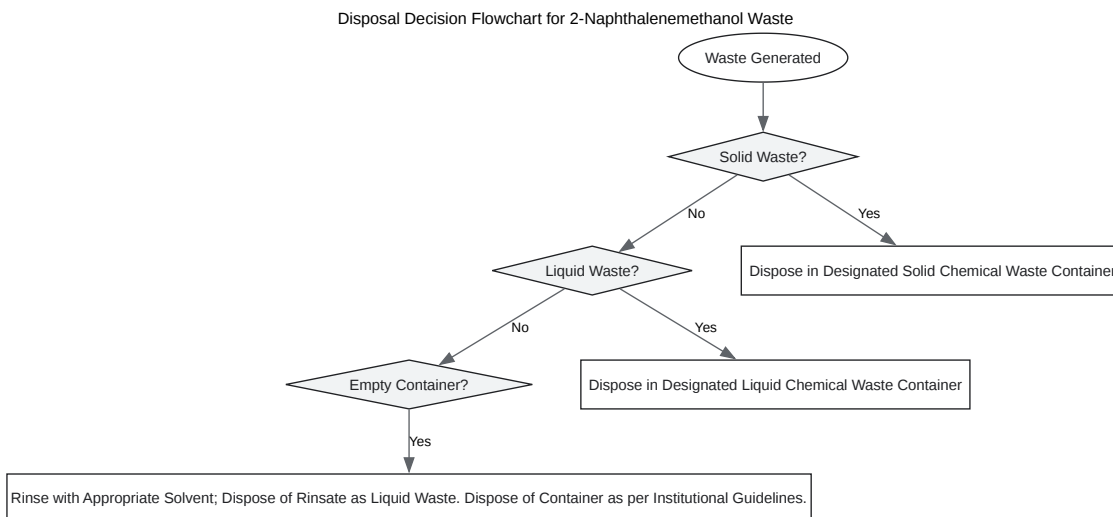 Disposal Decision Flowchart for 2-Naphthalenemethanol Waste
Waste Generated
Solid Waste?
No
Yes
Liquid Waste?
Dispose in Designated Solid Chemical Waste Container
No
Yes
Empty Container?
Dispose in Designated Liquid Chemical Waste Container
Yes
Rinse with Appropriate Solvent; Dispose of Rinsate as Liquid Waste. Dispose of Container as per Institutional Guidelines.